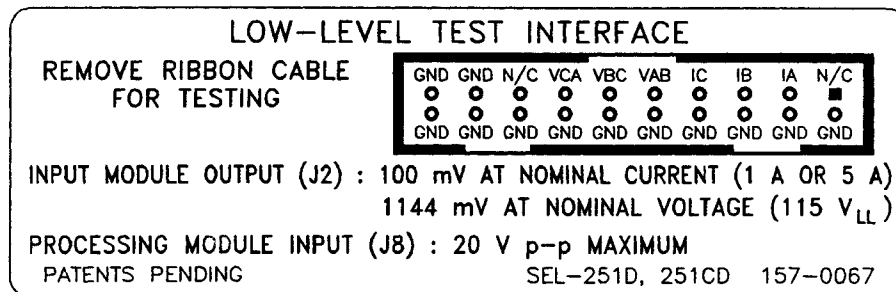 LOW-LEVEL TEST INTERFACE
REMOVE RIBBON CABLE
FOR TESTING
GND GND N/C VCA VBC VAB IC IB IA N/C
GND GND GND GND GND GND GND GND GND
INPUT MODULE OUTPUT (J2) : 100 mV AT NOMINAL CURRENT (1 A OR 5 A)
1144 mV AT NOMINAL VOLTAGE (115 VLL)
PROCESSING MODULE INPUT (J8) : 20 V p-p MAXIMUM
PATENTS PENDING SEL-251D, 251CD 157-0067